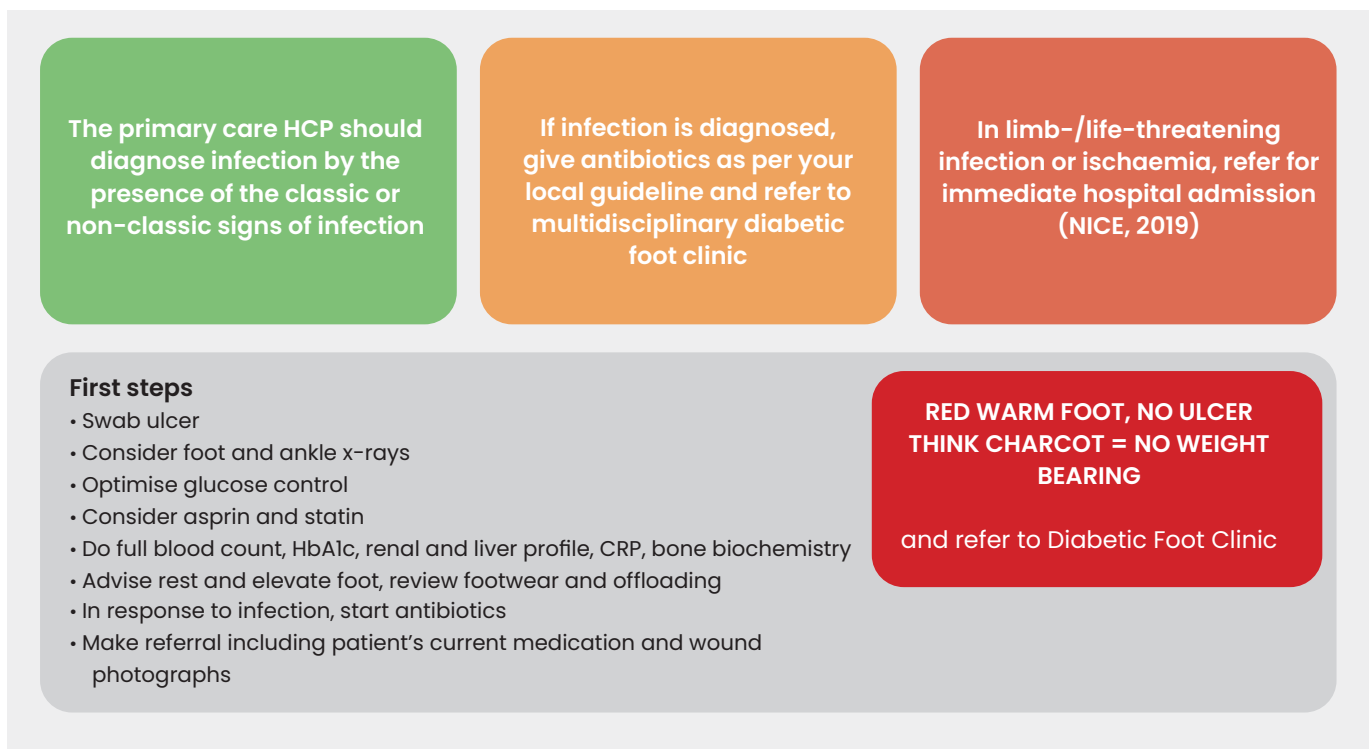 The primary care HCP should
diagnose infection by the
presence of the classic or
non-classic signs of infection
If infection is diagnosed,
give antibiotics as per your
local guideline and refer to
multidisciplinary diabetic
foot clinic
In limb-/life-threatening
infection or ischaemia, refer for
immediate hospital admission
(NICE, 2019)
First steps
• Swab ulcer
• Consider foot and ankle x-rays
• Optimise glucose control
• Consider asprin and statin
• Do full blood count, HbA1c, renal and liver profile, CRP, bone biochemistry
• Advise rest and elevate foot, review footwear and offloading
• In response to infection, start antibiotics
• Make referral including patient's current medication and wound
photographs
RED WARM FOOT, NO ULCER
THINK CHARCOT = NO WEIGHT
BEARING
and refer to Diabetic Foot Clinic